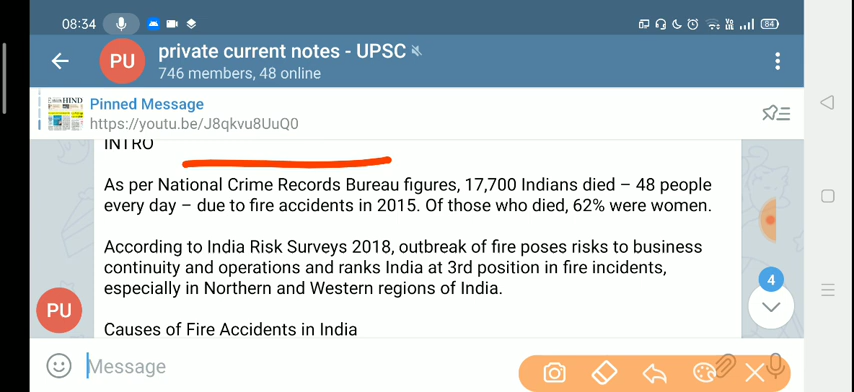 08:34
84
PU
private current notes - UPSC
746 members, 48 online
HIND
Pinned Message
https://youtu.be/J8qkvu8UuQ0
INTRO
As per National Crime Records Bureau figures, 17,700 Indians died – 48 people
every day – due to fire accidents in 2015. Of those who died, 62% were women.
According to India Risk Surveys 2018, outbreak of fire poses risks to business
continuity and operations and ranks India at 3rd position in fire incidents,
especially in Northern and Western regions of India.
4
PU
Causes of Fire Accidents in India
Message